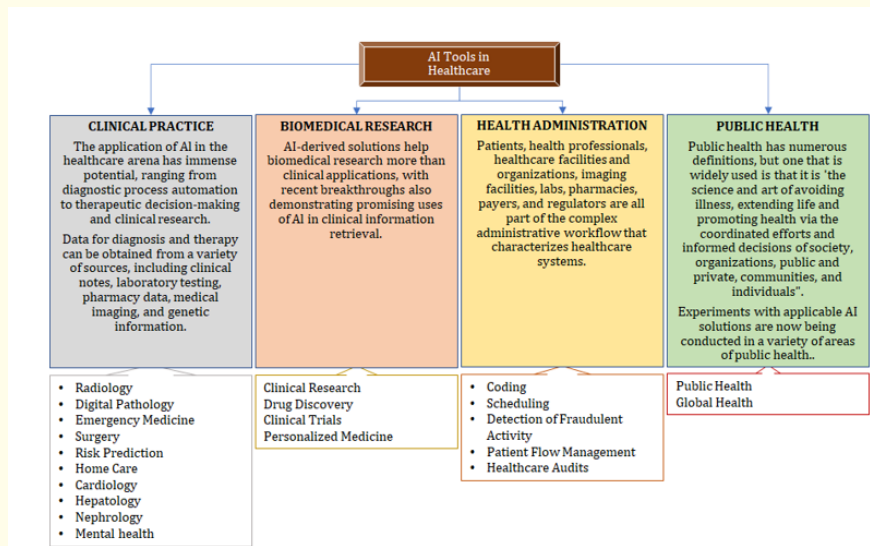 AI Tools in
Healthcare
CLINICAL PRACTICE
The application of AI in the
healthcare arena has immense
potential, ranging from
diagnostic process automation
to therapeutic decision-making
and clinical research.
Data for diagnosis and therapy
can be obtained from a variety
of sources, including clinical
notes, laboratory testing,
pharmacy data, medical
imaging, and genetic
information.
• Radiology
• Digital Pathology
• Emergency Medicine
• Surgery
• Risk Prediction
• Home Care
• Cardiology
• Hepatology
• Nephrology
• Mental health
BIOMEDICAL RESEARCH
AI-derived solutions help
biomedical research more than
clinical applications, with
recent breakthroughs also
demonstrating promising uses
of AI in clinical information
retrieval.
Clinical Research
Drug Discovery
Clinical Trials
Personalized Medicine
HEALTH ADMINISTRATION
Patients, health professionals,
healthcare facilities and
organizations, imaging
facilities, labs, pharmacies,
payers, and regulators are all
part of the complex
administrative workflow that
characterizes healthcare
systems.
• Coding
• Scheduling
• Detection of Fraudulent
Activity
• Patient Flow Management
• Healthcare Audits
PUBLIC HEALTH
Public health has numerous
definitions, but one that is
widely used is that it is 'the
science and art of avoiding
illness, extending life and
promoting health via the
coordinated efforts and
informed decisions of society,
organizations, public and
private, communities, and
individuals".
Experiments with applicable AI
solutions are now being
conducted in a variety of areas
of public health..
Public Health
Global Health